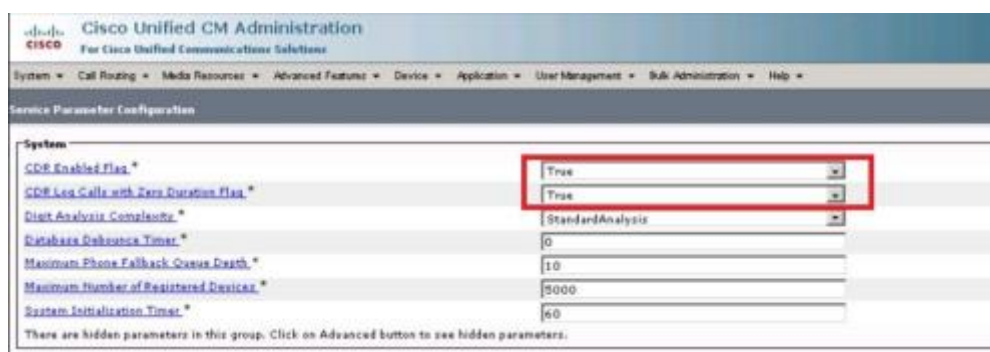 Cisco Unified CM Administration
CISCO
For Cisco Unified Communications Solutions
System Call Routing Media Resources Advanced Features Device Application User Management Bulk Administration Help
Service Parameter Configuration
System
CDR Enabled Flag * True
CDR Log Calls with Zero Duration Flag * True
Digit Analysis Complexity * StandardAnalysis
Database Debounce Timer * 0
Maximum Phone Fallback Queue Depth * 10
Maximum Number of Registered Devices * 5000
System Initialization Timer * 60
There are hidden parameters in this group. Click on Advanced button to see hidden parameters.